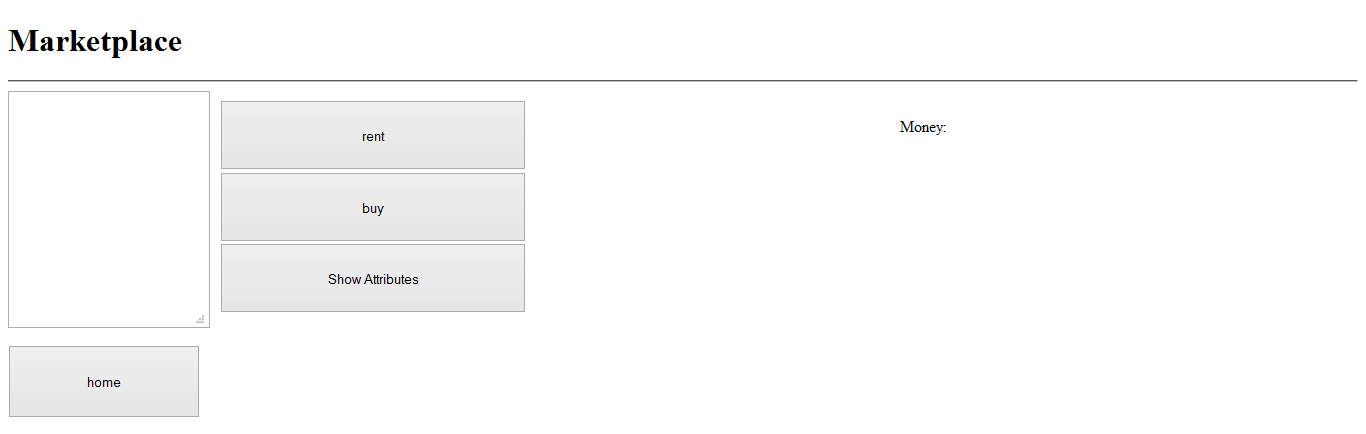 Marketplace
rent
Money:
buy
Show Attributes
home